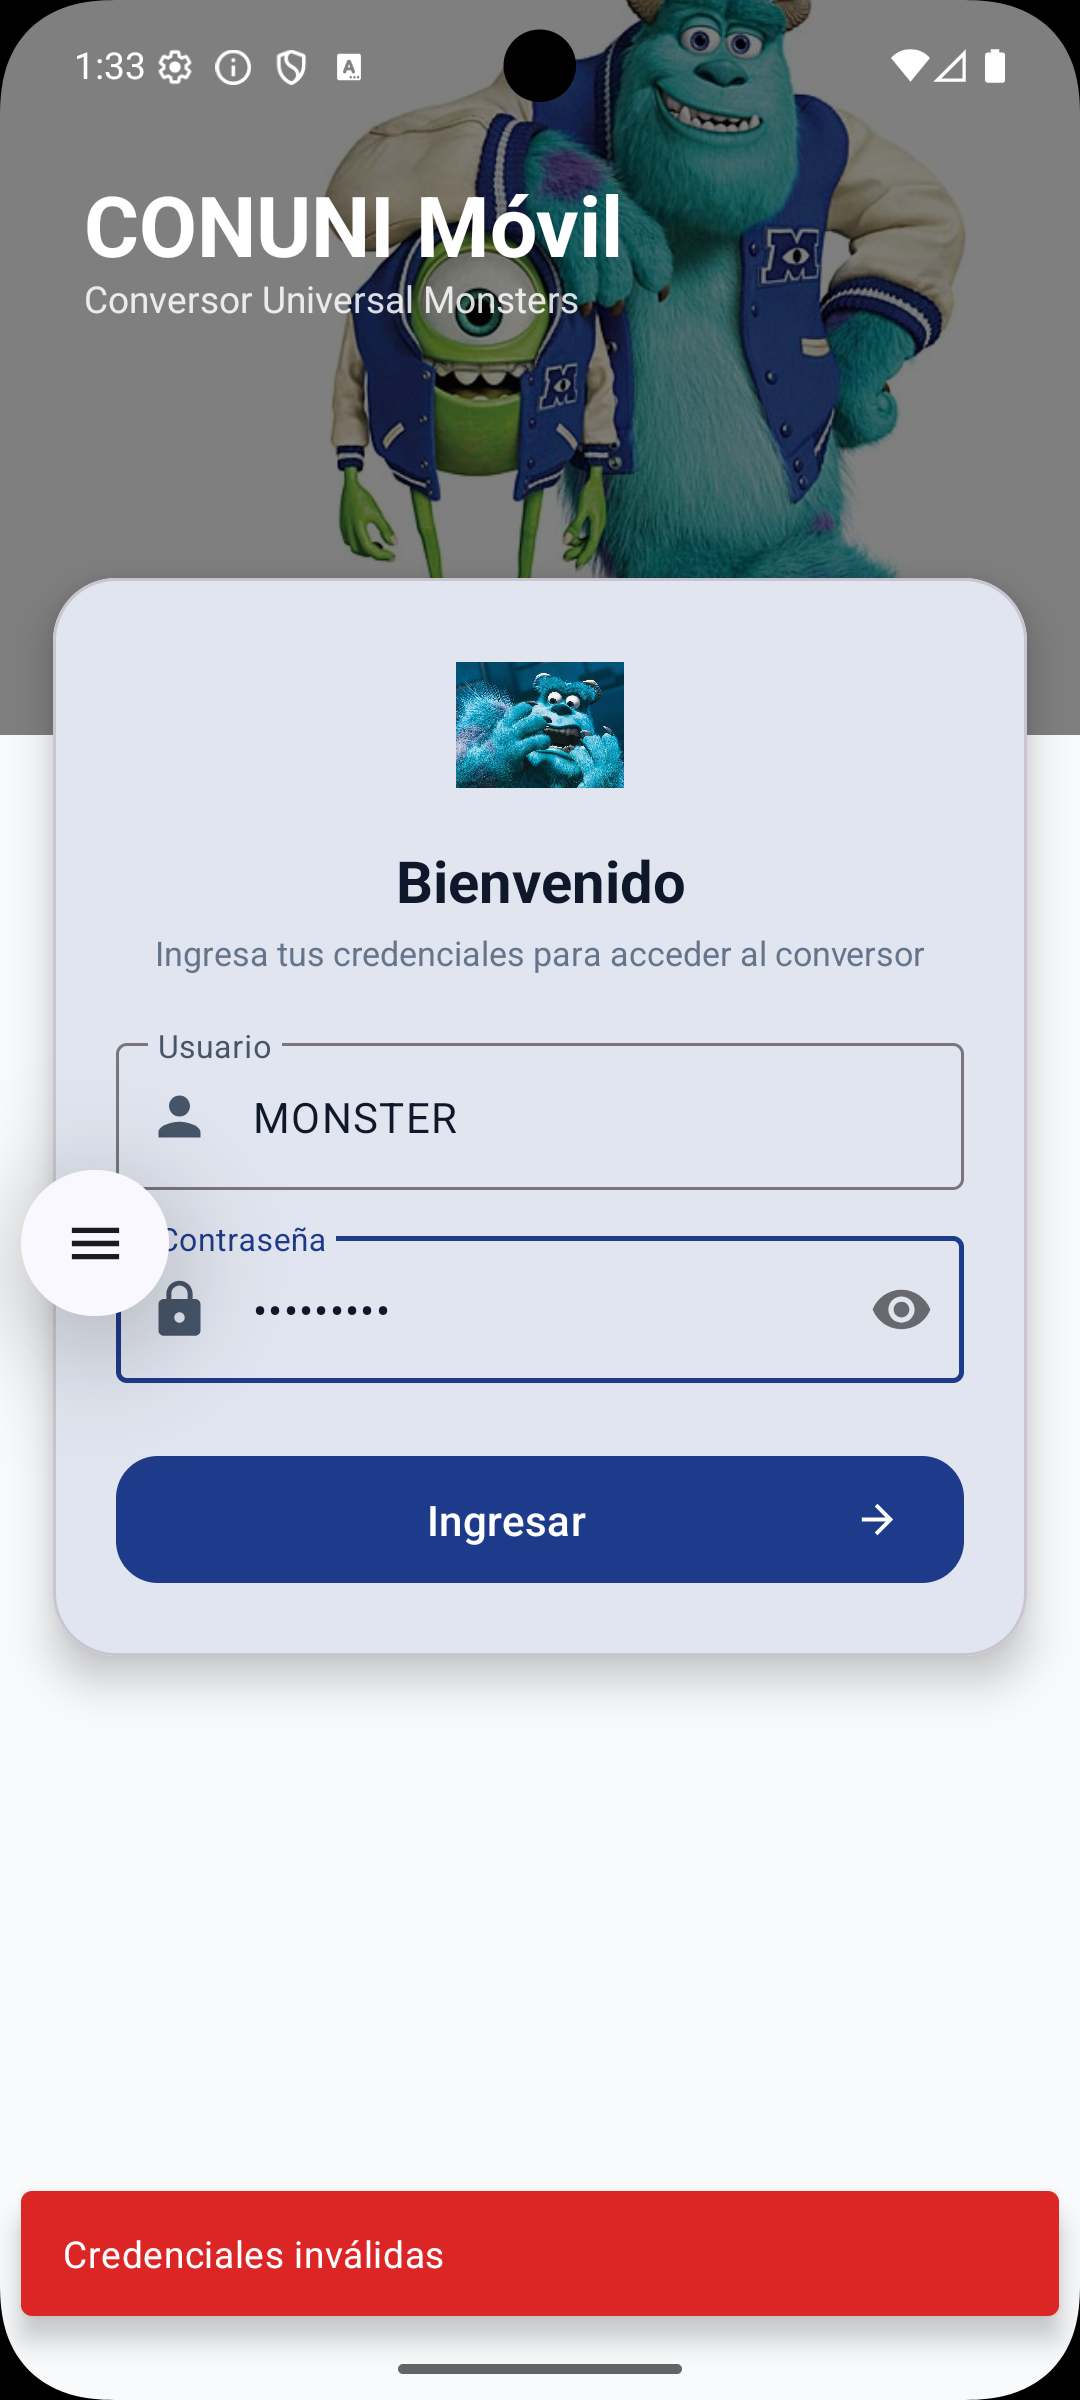 1:33
CONUNI Móvil
Conversor Universal Monsters
Bienvenido
Ingresa tus credenciales para acceder al conversor
Usuario
MONSTER
Contraseña
•••••••••
Ingresar
Credenciales inválidas